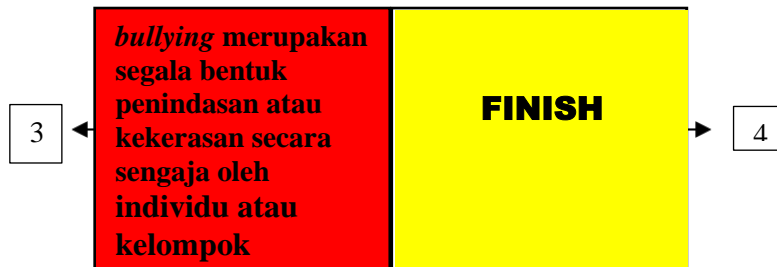 bullying merupakan
segala bentuk
penindasan atau
kekerasan secara
sengaja oleh
individu atau
kelompok
FINISH
3
4